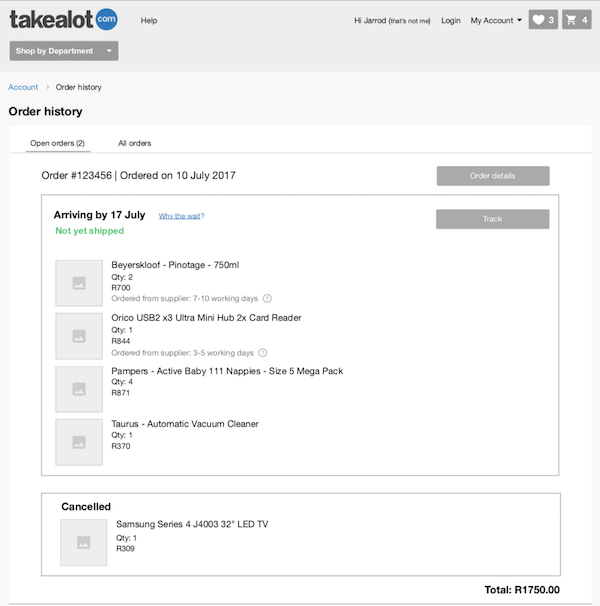 takealot com
Help
Hi Jarrod (that's not me) Login My Account 3 4
Shop by Department
Account > Order history
Order history
Open orders (2) All orders
Order #123456 | Ordered on 10 July 2017
Order details
Arriving by 17 July Why the wait?
Track
Not yet shipped
Beyerskloof - Pinotage - 750ml
Qty: 2
R700
Ordered from supplier: 7-10 working days ?
Orico USB2 x3 Ultra Mini Hub 2x Card Reader
Qty: 1
R844
Ordered from supplier: 3-5 working days ?
Pampers - Active Baby 111 Nappies - Size 5 Mega Pack
Qty: 4
R871
Taurus - Automatic Vacuum Cleaner
Qty: 1
R370
Cancelled
Samsung Series 4 J4003 32" LED TV
Qty: 1
R309
Total: R1750.00